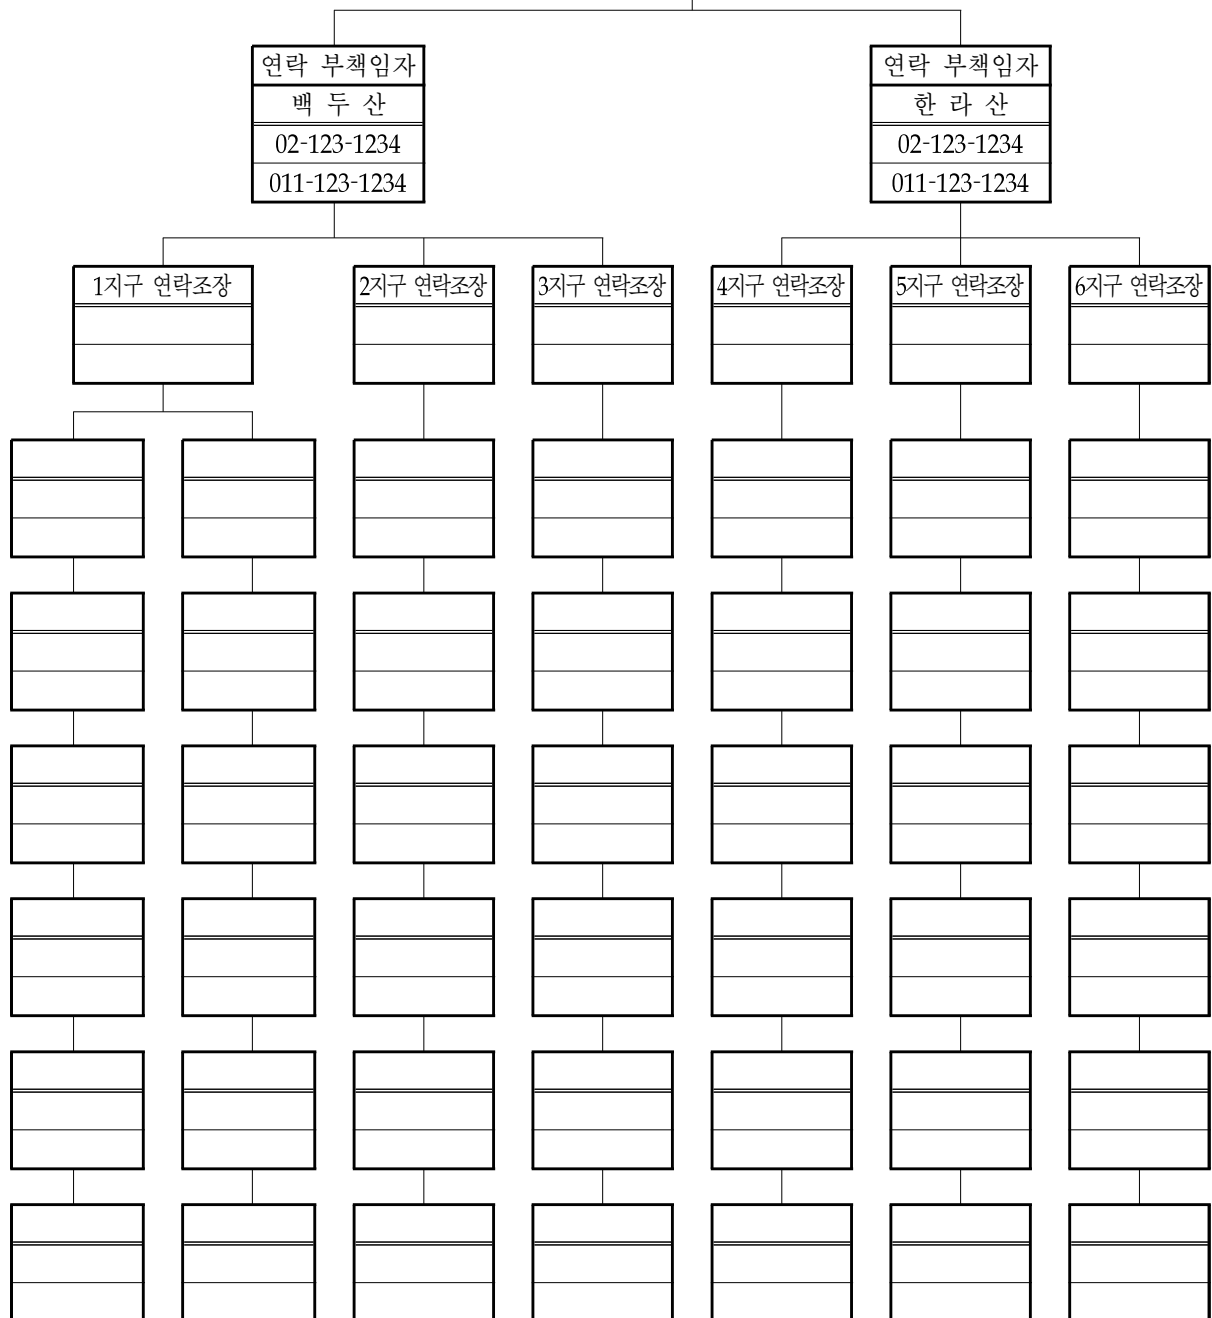 연락 부책임자
백 두 산
02-123-1234
011-123-1234
연락 부책임자
한 라 산
02-123-1234
011-123-1234
1지구 연락조장
2지구 연락조장
3지구 연락조장
4지구 연락조장
5지구 연락조장
6지구 연락조장